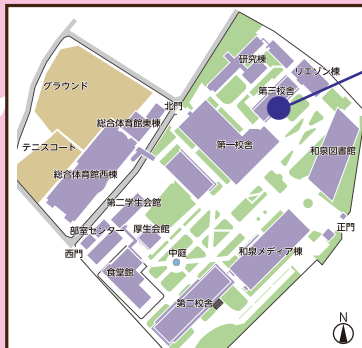 研究棟
リエゾン棟
グラウンド
第三校舎
北門
総合体育館東棟
第一校舎
テニスコート
和泉図書館
総合体育館西棟
第二学生会館
部室センター
厚生会館
正門
西門
中庭
和泉メディア棟
食堂館
第二校舎
N